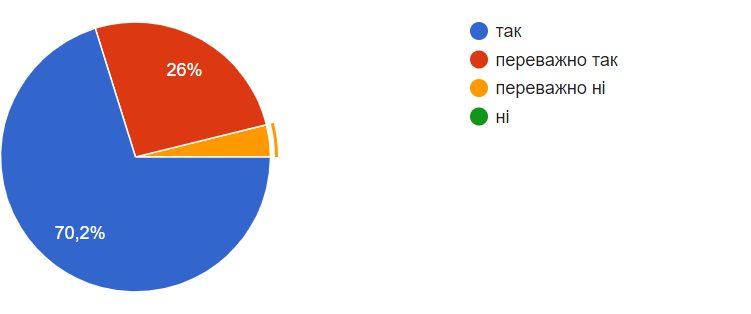 так
переважно так
переважно ні
ні
26%
70,2%